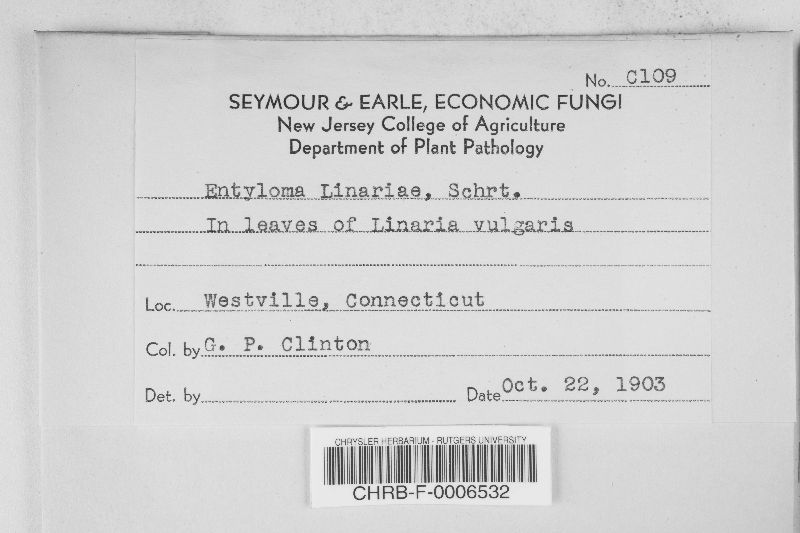 No. C109
SEYMOUR & EARLE, ECONOMIC FUNGI
New Jersey College of Agriculture
Department of Plant Pathology
Entyloma Linariae, Schrt.
In leaves of Linaria vulgaris
Loc. Westville, Connecticut
Col. by G. P. Clinton
Det. by Date Oct. 22, 1903
CHRYSLER HERBARIUM - RUTGERS UNIVERSITY
CHRB-F-0006532